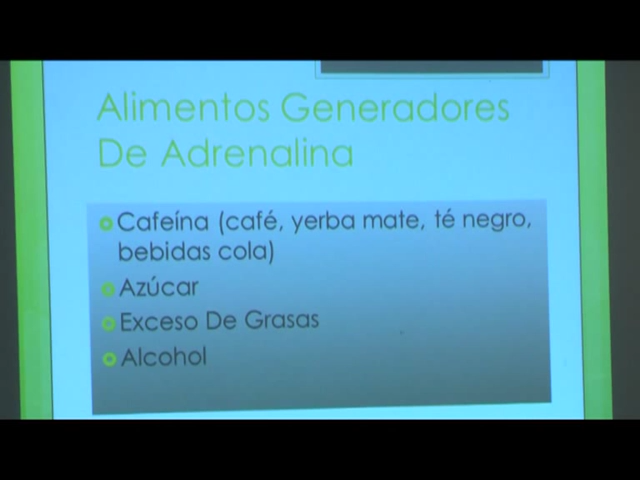 Alimentos Generadores
De Adrenalina
Cafeína (café, yerba mate, té negro,
bebidas cola)
Azúcar
Exceso De Grasas
Alcohol